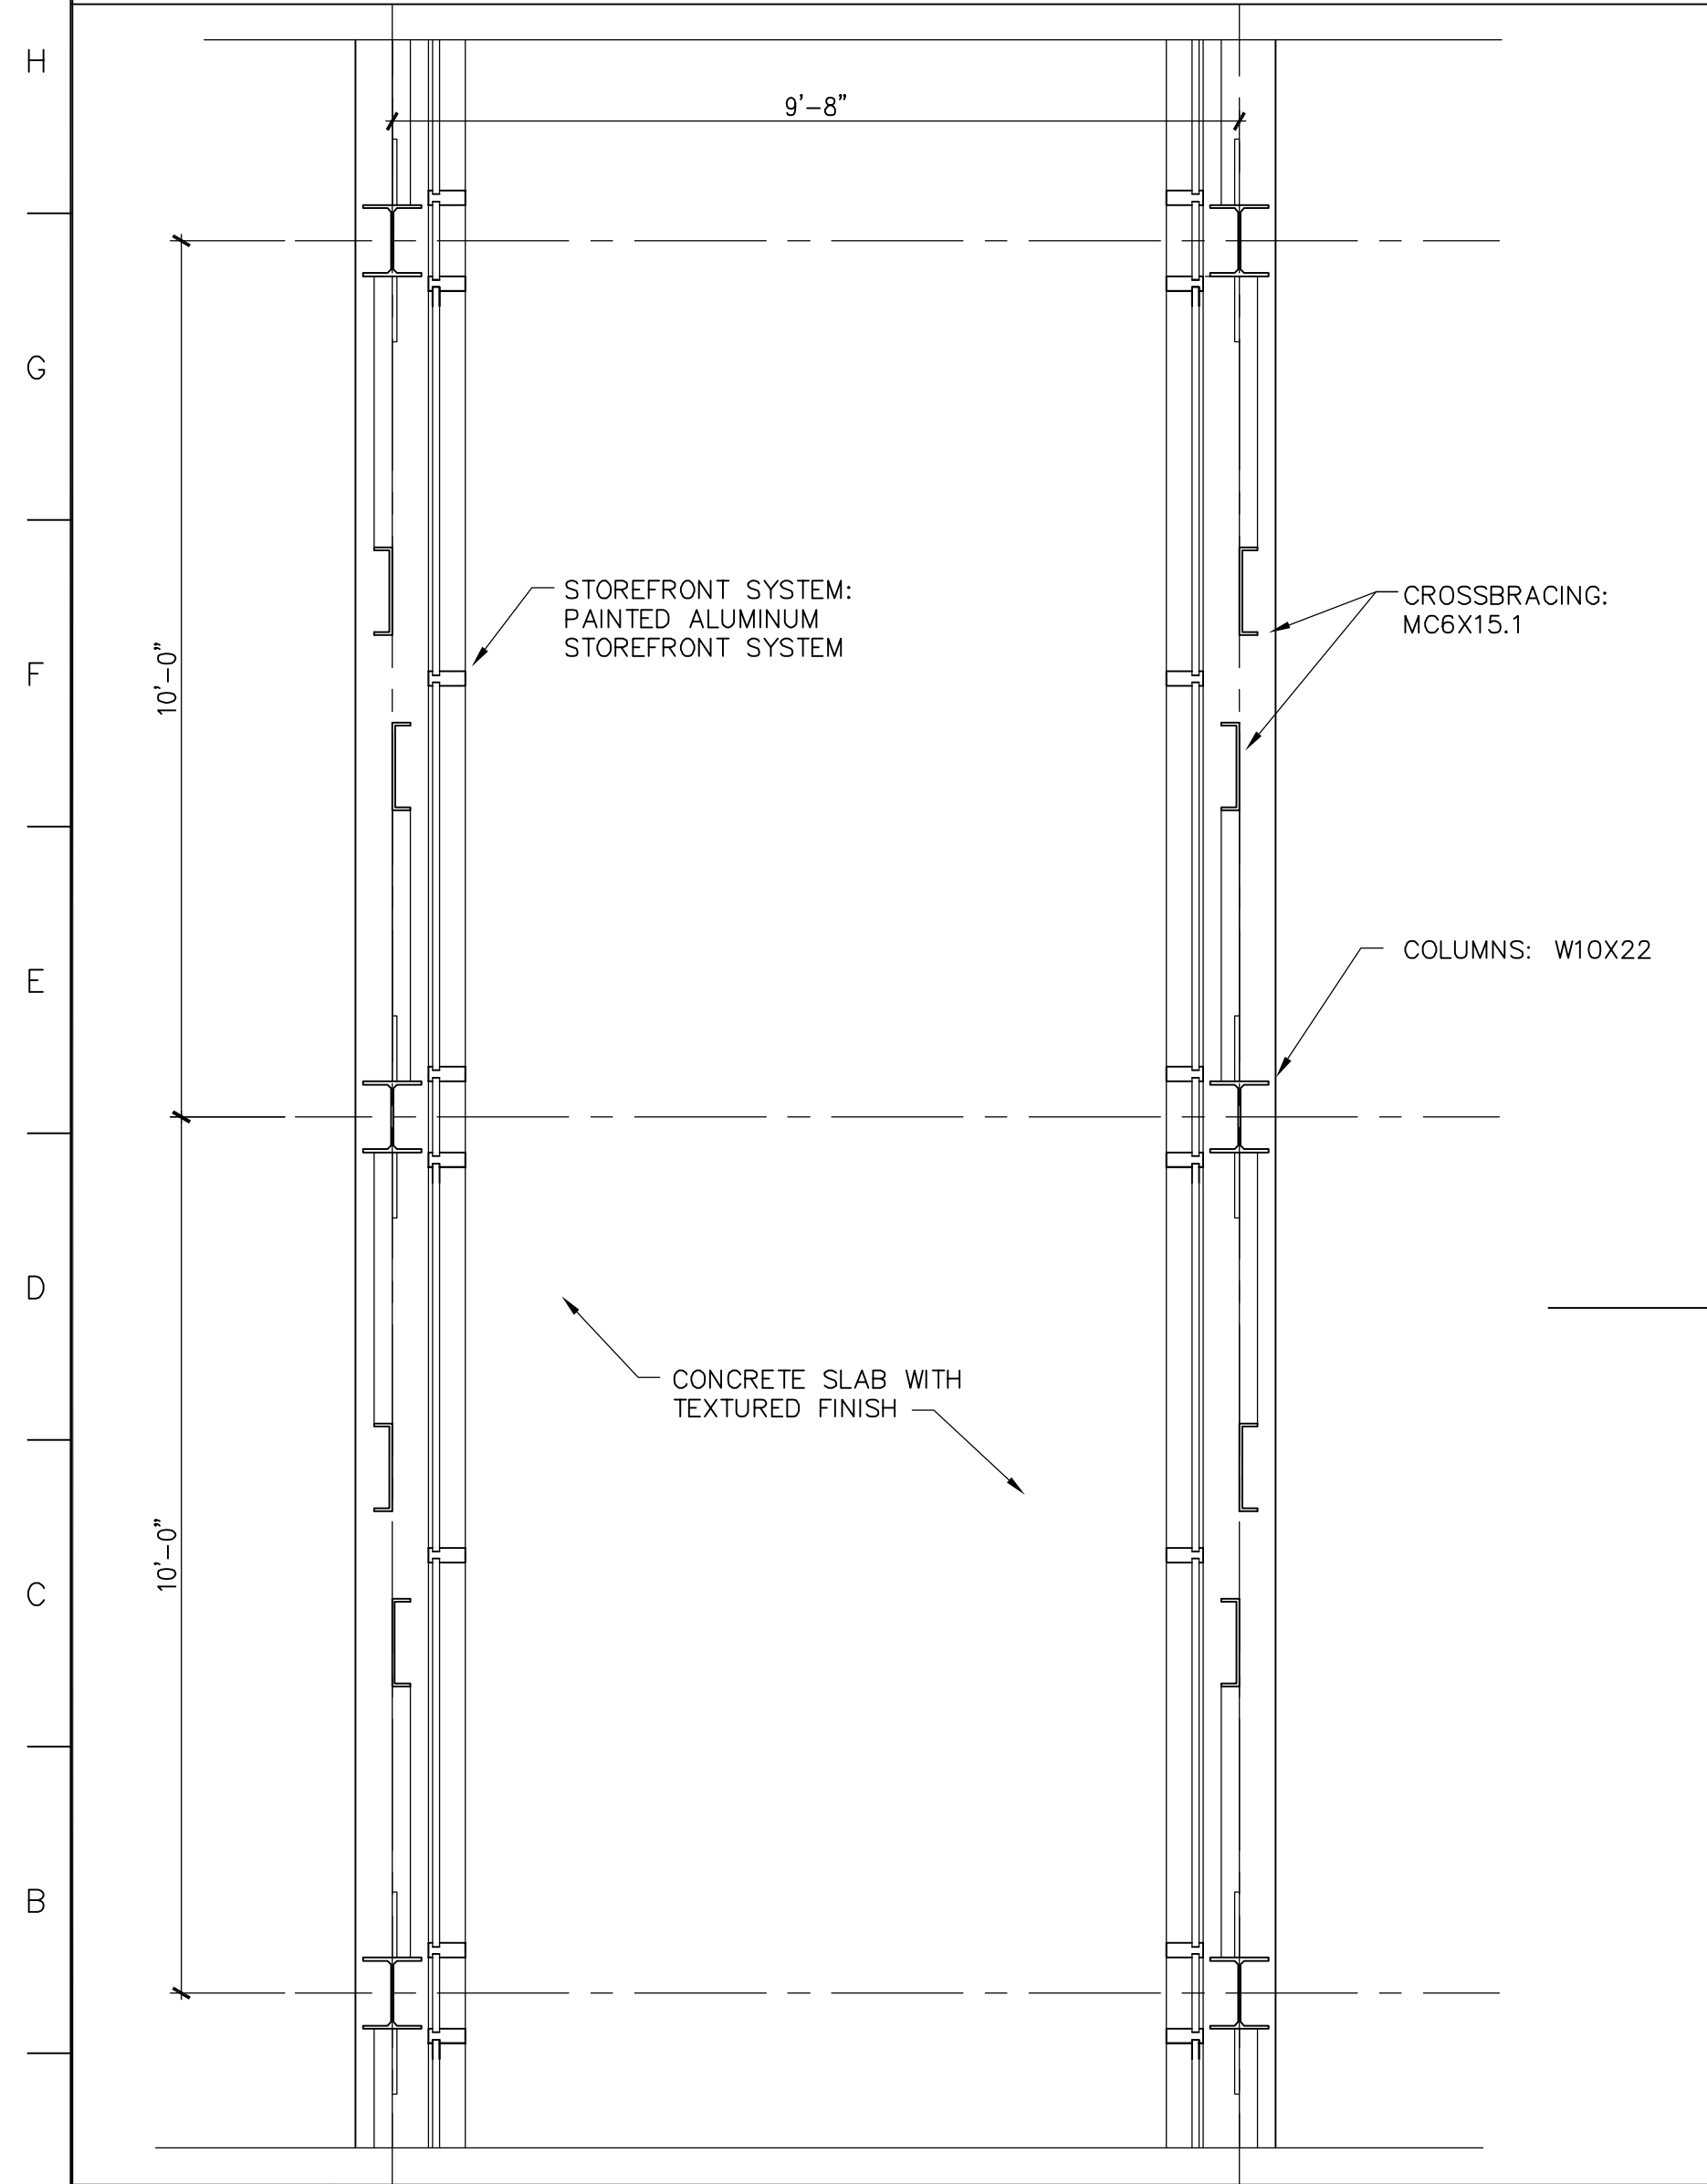 H
9'-8"
G
STOREFRONT SYSTEM:
PAINTED ALUMINUM
STOREFRONT SYSTEM
CROSSBRACING:
MC6X15.1
F
10'-0"
COLUMNS: W10X22
E
D
CONCRETE SLAB WITH
TEXTURED FINISH
10'-0"
C
B